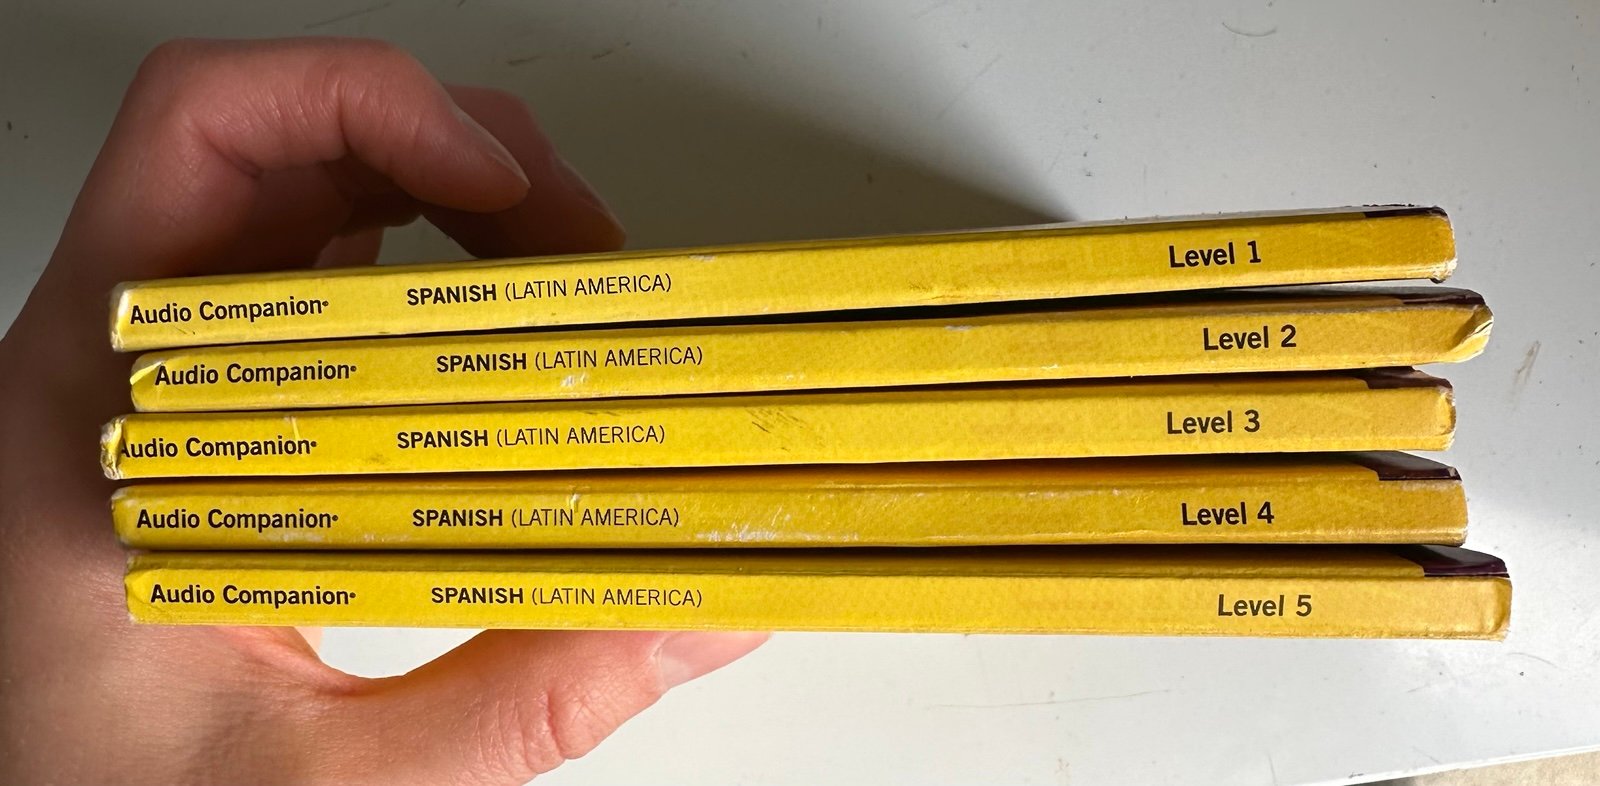 Audio Companion® SPANISH (LATIN AMERICA) Level 1
Audio Companion® SPANISH (LATIN AMERICA) Level 2
Audio Companion® SPANISH (LATIN AMERICA) Level 3
Audio Companion® SPANISH (LATIN AMERICA) Level 4
Audio Companion® SPANISH (LATIN AMERICA) Level 5